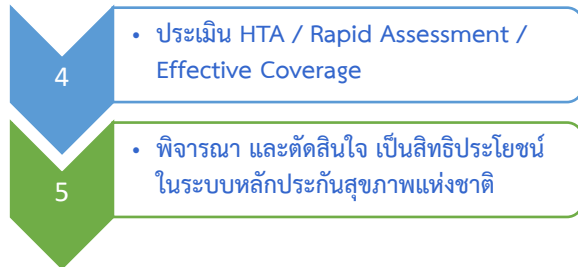 4
• ประเมิน HTA / Rapid Assessment /
Effective Coverage
5
• พิจารณา และตัดสินใจ เป็นสิทธิประโยชน์
ในระบบหลักประกันสุขภาพแห่งชาติ